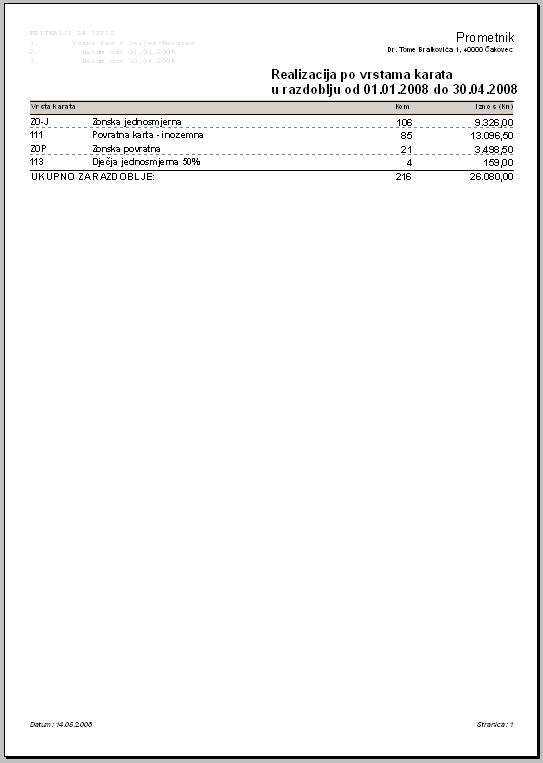 KRITERIJI ZA ISPIS
1. Vozni red : Osijek-Beograd
2. Datum od: 01.01.2008
3. Datum do: 30.04.2008
Prometnik
Dr. Tome Bratkovića 1, 40000 Čakovec
Realizacija po vrstama karata
u razdoblju od 01.01.2008 do 30.04.2008
Vrsta karata Kom Iznos (Kn)
ZO-J Zonska jednosmjerna 106 9.326,00
111 Povratna karta - inozemna 85 13.096,50
ZOP Zonska povratna 21 3.498,50
113 Dječja jednosmjerna 50% 4 159,00
UKUPNO ZA RAZDOBLJE: 216 26.080,00
Datum: 14.05.2008 Stranica: 1